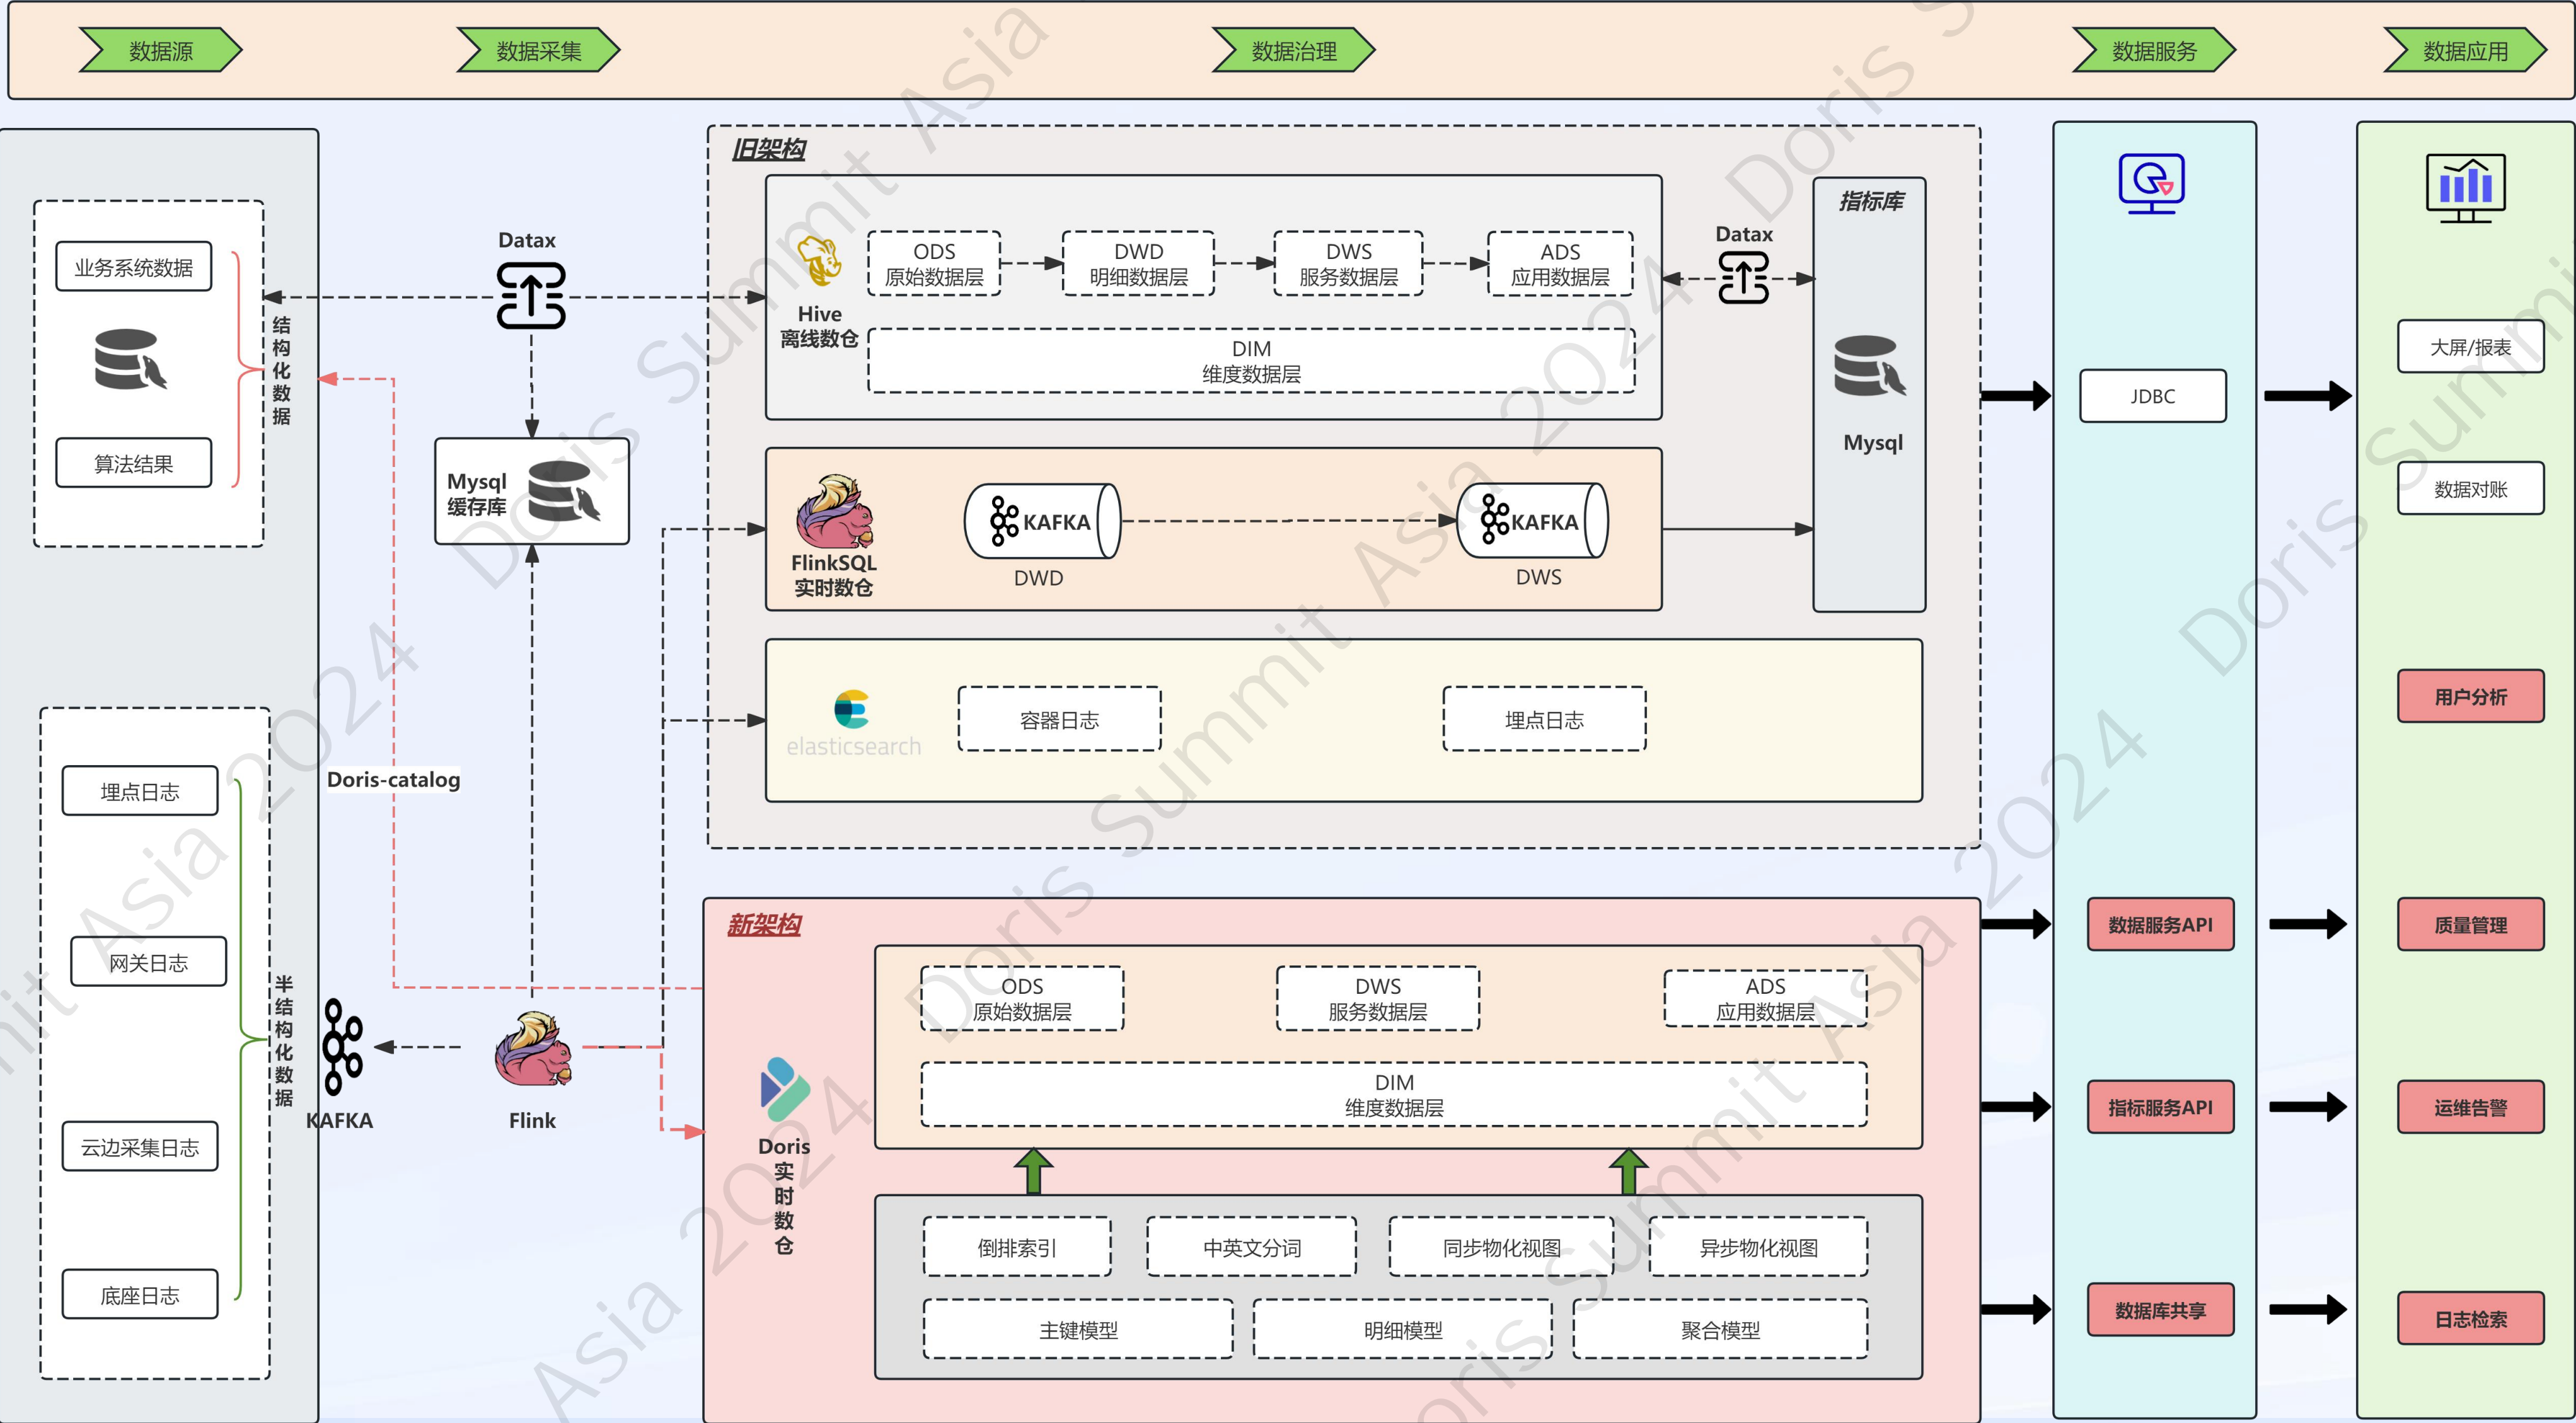 数据源
数据采集
数据治理
数据服务
数据应用
业务系统数据
算法结果
结构化数据
埋点日志
网关日志
云边采集日志
底座日志
半结构化数据
Datax
Mysql
缓存库
Doris-catalog
KAFKA
Flink
旧架构
Hive
离线数仓
ODS
原始数据层
DWD
明细数据层
DWS
服务数据层
ADS
应用数据层
DIM
维度数据层
Datax
指标库
Mysql
FlinkSQL
实时数仓
KAFKA
DWD
KAFKA
DWS
elasticsearch
容器日志
埋点日志
新架构
Doris
实时数仓
ODS
原始数据层
DWS
服务数据层
ADS
应用数据层
DIM
维度数据层
倒排索引
中英文分词
同步物化视图
异步物化视图
主键模型
明细模型
聚合模型
JDBC
数据服务API
指标服务API
数据库共享
大屏/报表
数据对账
用户分析
质量管理
运维告警
日志检索
Doris Summit Asia 2024
Doris Summit Asia 2024
Doris Summit Asia 2024